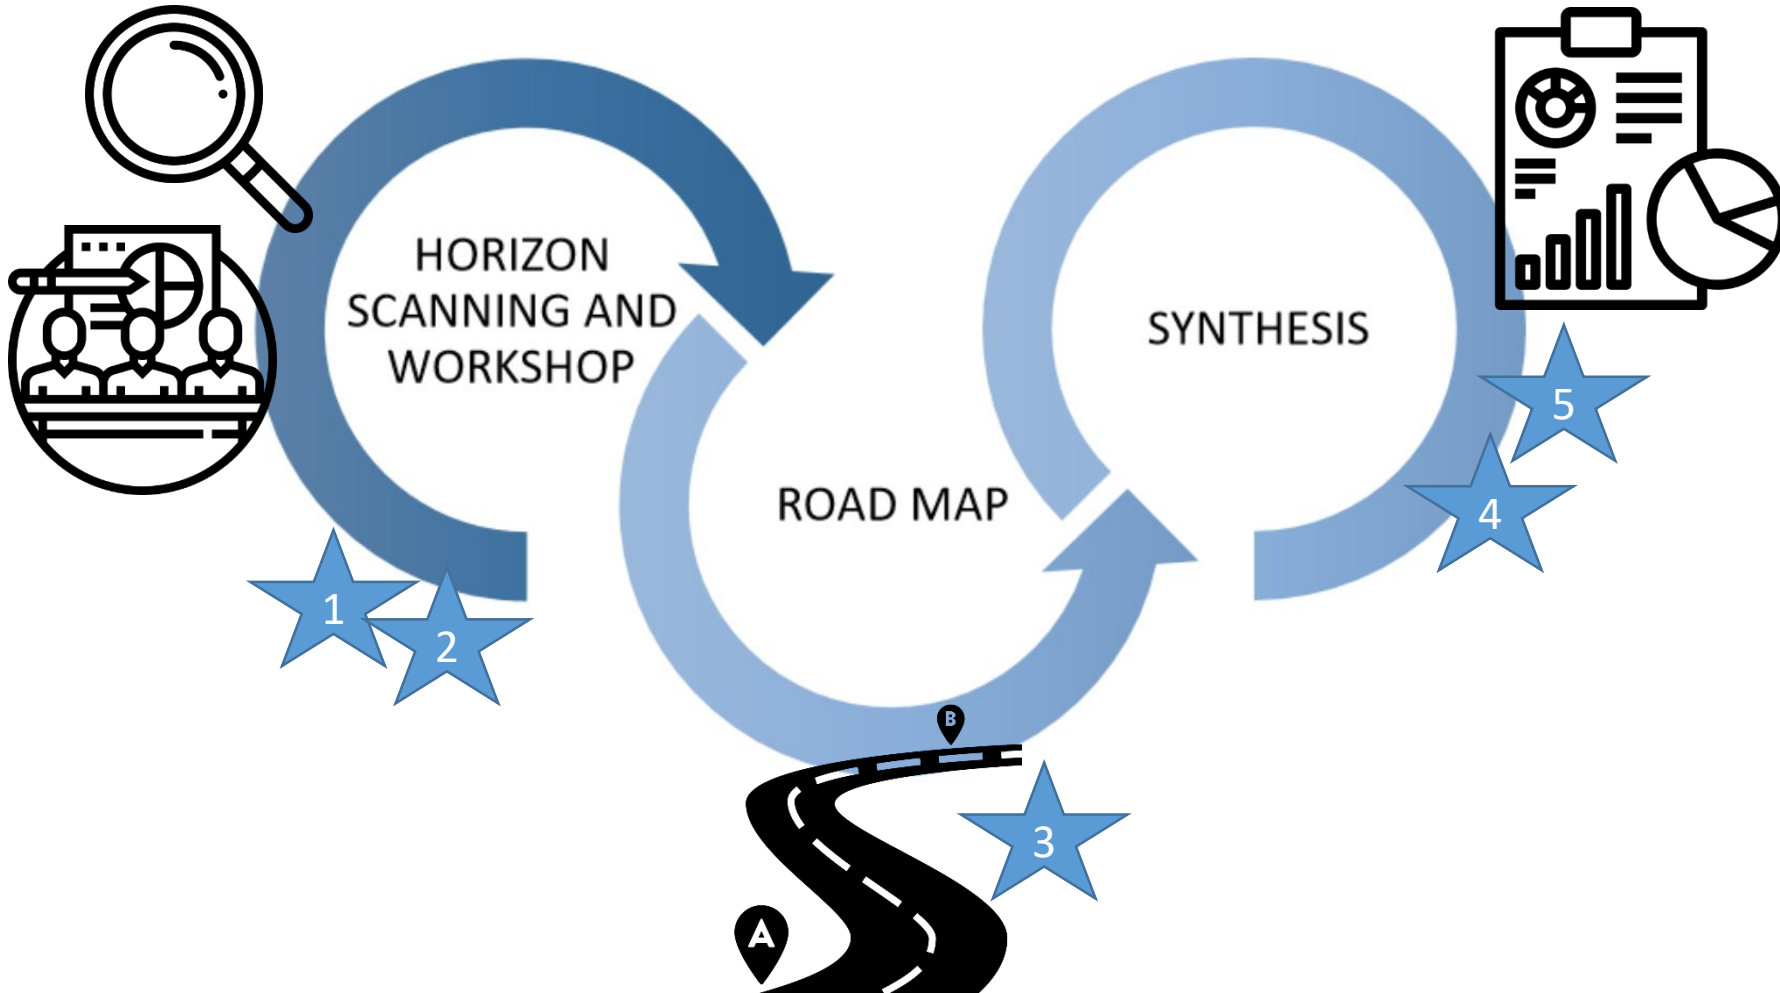 HORIZON
SCANNING AND
WORKSHOP
1
2
ROAD MAP
B
A
3
SYNTHESIS
5
4